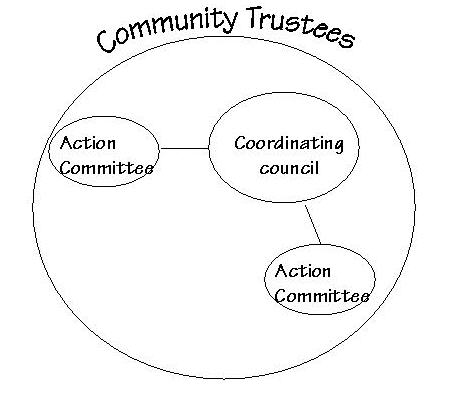 Community Trustees
Action
Committee
Coordinating
council
Action
Committee